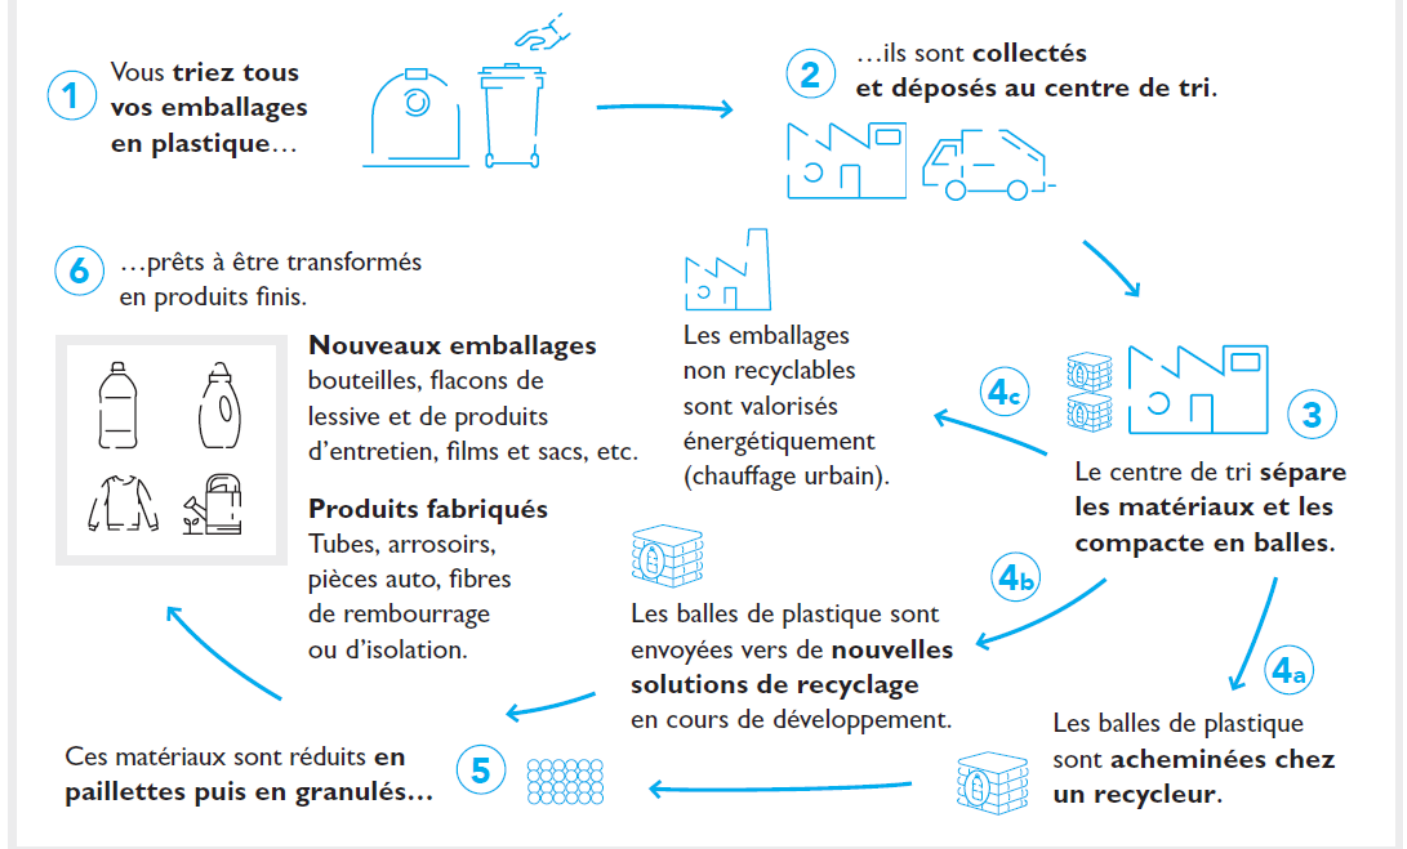 1
Vous triez tous
vos emballages
en plastique…
2
…ils sont collectés
et déposés au centre de tri.
3
Le centre de tri sépare
les matériaux et les
compacte en balles.
4a
Les balles de plastique
sont acheminées chez
un recycleur.
4b
Les balles de plastique sont
envoyées vers de nouvelles
solutions de recyclage
en cours de développement.
4c
Les emballages
non recyclables
sont valorisés
énergétiquement
(chauffage urbain).
5
Ces matériaux sont réduits en
paillettes puis en granulés…
6
…prêts à être transformés
en produits finis.
Nouveaux emballages
bouteilles, flacons de
lessive et de produits
d’entretien, films et sacs, etc.
Produits fabriqués
Tubes, arrosoirs,
pièces auto, fibres
de rembourrage
ou d’isolation.